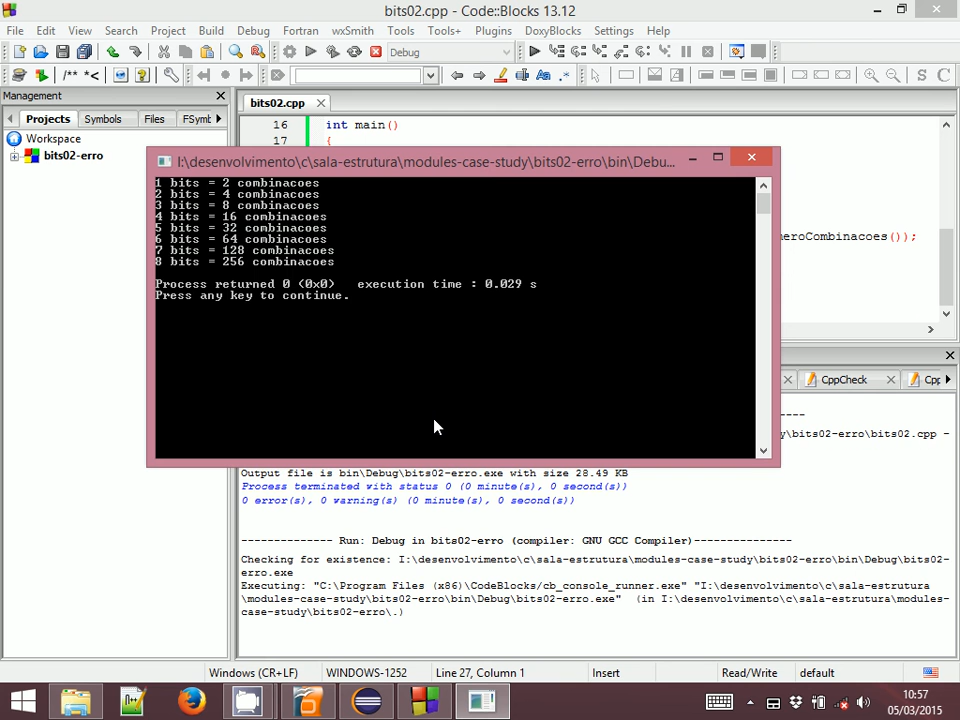 bits02.cpp - Code::Blocks 13.12
File Edit View Search Project Build Debug Fortran wxSmith Tools Tools+ Plugins DoxyBlocks Settings Help
Debug
/** *<
S C
Management
Projects Symbols Files FSymb
Workspace
bits02-erro
bits02.cpp
16 int main()
17 {
I:\desenvolvimento\c\sala-estrutura\modules-case-study\bits02-erro\bin\Debu...
1 bits = 2 combinacoes
2 bits = 4 combinacoes
3 bits = 8 combinacoes
4 bits = 16 combinacoes
5 bits = 32 combinacoes
6 bits = 64 combinacoes
7 bits = 128 combinacoes
8 bits = 256 combinacoes
Process returned 0 (0x0) execution time : 0.029 s
Press any key to continue.
neroCombinacoes());
CppCheck Cpp
----
y\bits02-erro\bits02.cpp -
Output file is bin\Debug\bits02-erro.exe with size 28.49 KB
Process terminated with status 0 (0 minute(s), 0 second(s))
0 error(s), 0 warning(s) (0 minute(s), 0 second(s))
-------------- Run: Debug in bits02-erro (compiler: GNU GCC Compiler)---------------
Checking for existence: I:\desenvolvimento\c\sala-estrutura\modules-case-study\bits02-erro\bin\Debug\bits02-
erro.exe
Executing: "C:\Program Files (x86)\CodeBlocks/cb_console_runner.exe" "I:\desenvolvimento\c\sala-estrutura
\modules-case-study\bits02-erro\bin\Debug\bits02-erro.exe" (in I:\desenvolvimento\c\sala-estrutura\modules-
case-study\bits02-erro\.)
Windows (CR+LF) WINDOWS-1252 Line 27, Column 1 Insert Read/Write default
10:57
05/03/2015